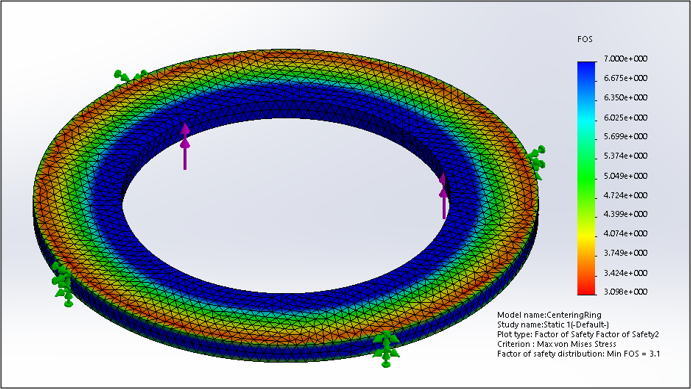 FOS
7.000e+000
6.675e+000
6.350e+000
6.025e+000
5.699e+000
5.374e+000
5.049e+000
4.724e+000
4.399e+000
4.074e+000
3.749e+000
3.424e+000
3.098e+000
Model name:CenteringRing
Study name:Static 1(-Default-)
Plot type: Factor of Safety Factor of Safety2
Criterion : Max von Mises Stress
Factor of safety distribution: Min FOS = 3.1